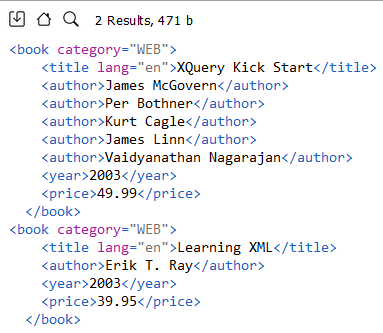 2 Results, 471 b
<book category="WEB">
    <title lang="en">XQuery Kick Start</title>
    <author>James McGovern</author>
    <author>Per Bothner</author>
    <author>Kurt Cagle</author>
    <author>James Linn</author>
    <author>Vaidyanathan Nagarajan</author>
    <year>2003</year>
    <price>49.99</price>
  </book>
<book category="WEB">
    <title lang="en">Learning XML</title>
    <author>Erik T. Ray</author>
    <year>2003</year>
    <price>39.95</price>
  </book>